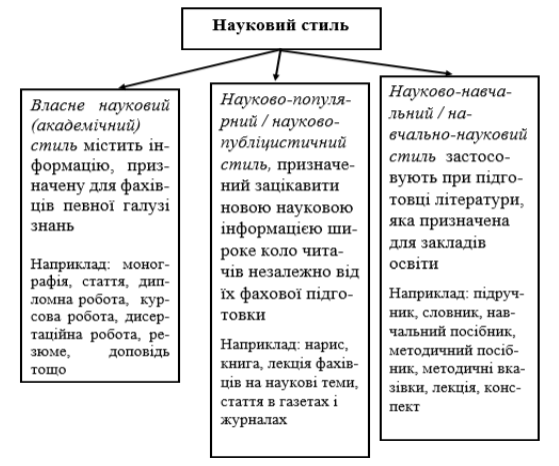 Науковий стиль
Власне науковий
(академічний)
стиль містить ін-
формацію, приз-
начену для фахів-
ців певної галузі
знань
Наприклад: моног-
рафія, стаття, дип-
ломна робота, кур-
сова робота, дисер-
таційна робота, ре-
зюме, доповідь
тощо
Науково-популя-
рний / науково-
публіцистичний
стиль, призначе-
ний зацікавити
новою науковою
інформацією ши-
роке коло чита-
чів незалежно від
їх фахової підго-
товки
Наприклад: нарис,
книга, лекція фахів-
ців на наукові теми,
стаття в газетах і
журналах
Науково-навча-
льний / на-
вчально-науковий
стиль застосо-
вують при підго-
товці літератури,
яка призначена
для закладів
освіти
Наприклад: підруч-
ник, словник, нав-
чальний посібник,
методичний посіб-
ник, методичні вка-
зівки, лекція, конс-
пект